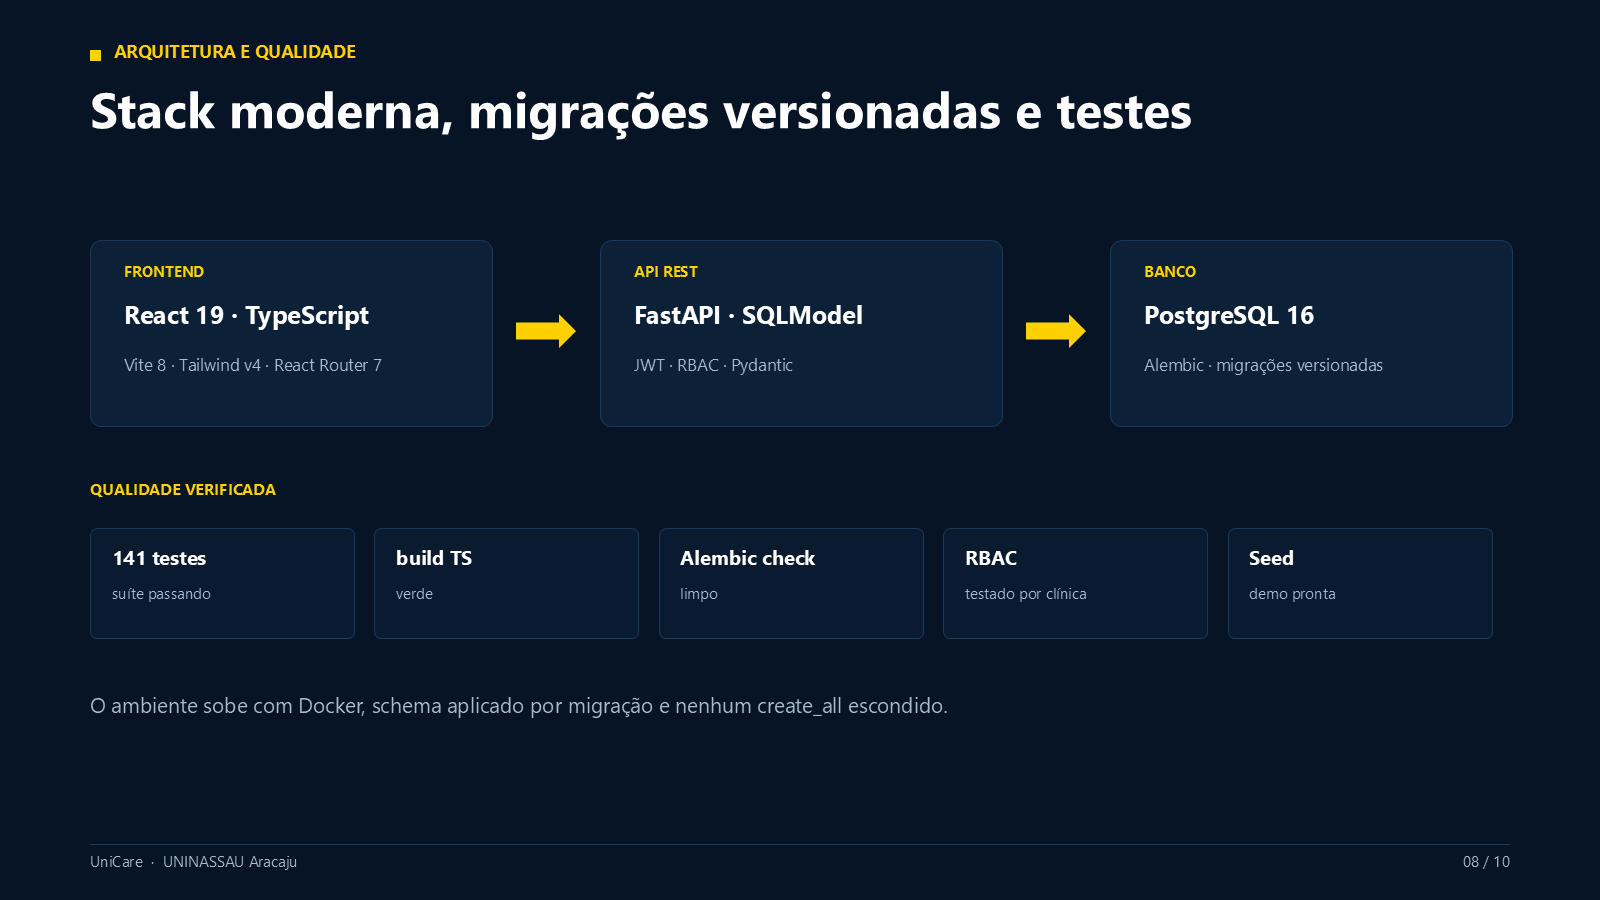 ARQUITETURA E QUALIDADE
Stack moderna, migrações versionadas e testes
FRONTEND
React 19 · TypeScript
Vite 8 · Tailwind v4 · React Router 7
API REST
FastAPI · SQLModel
JWT · RBAC · Pydantic
BANCO
PostgreSQL 16
Alembic · migrações versionadas
QUALIDADE VERIFICADA
141 testes
suíte passando
build TS
verde
Alembic check
limpo
RBAC
testado por clínica
Seed
demo pronta
O ambiente sobe com Docker, schema aplicado por migração e nenhum create_all escondido.
UniCare · UNINASSAU Aracaju
08 / 10